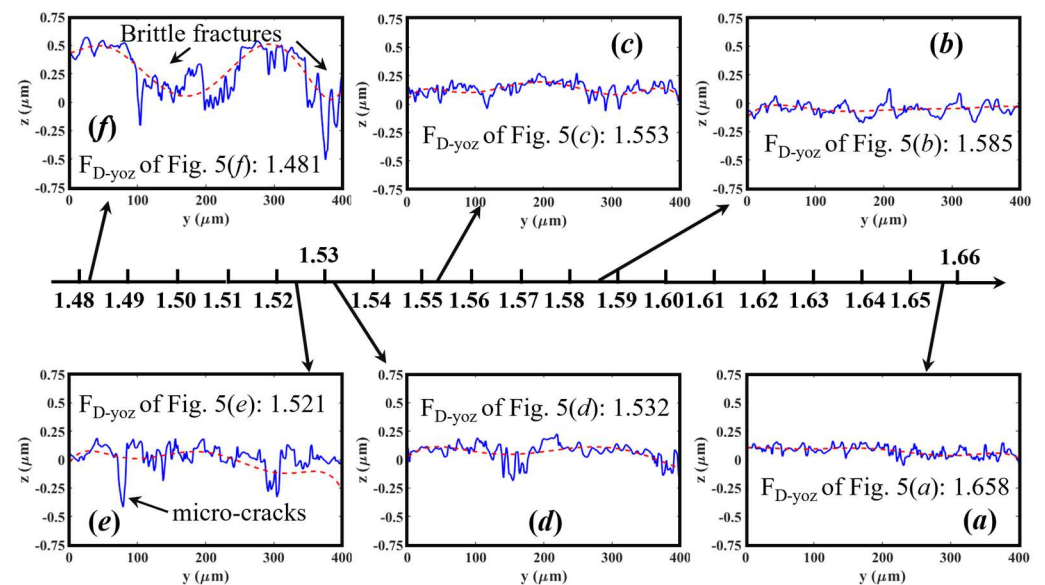 0.75
0.5
0.25
0
0.25
0.5
0.75
z (μm)
Brittle fractures
(f)
F_D-yoz of Fig. 5(f): 1.481
0 100 200 300 400
y (μm)
0.75
0.5
0.25
0
0.25
0.5
0.75
z (μm)
(c)
F_D-yoz of Fig. 5(c): 1.553
0 100 200 300 400
y (μm)
0.75
0.5
0.25
0
-0.25
-0.5
-0.75
z (μm)
(b)
F_D-yoz of Fig. 5(b): 1.585
0 100 200 300 400
y (μm)
1.53 1.66
1.48 1.49 1.50 1.51 1.52 1.54 1.55 1.56 1.57 1.58 1.59 1.60 1.61 1.62 1.63 1.64 1.65
0.75
0.5
0.25
0
-0.25
-0.5
-0.75
z (μm)
F_D-yoz of Fig. 5(e): 1.521
micro-cracks
(e)
0 100 200 300 400
y (μm)
0.75
0.5
0.25
0
0.25
-0.5
0.75
z (μm)
F_D-yoz of Fig. 5(d): 1.532
(d)
0 100 200 300 400
y (μm)
0.75
0.5
0.25
0
-0.25
-0.5
-0.75
z (μm)
F_D-yoz of Fig. 5(a): 1.658
(a)
0 100 200 300 400
y (μm)